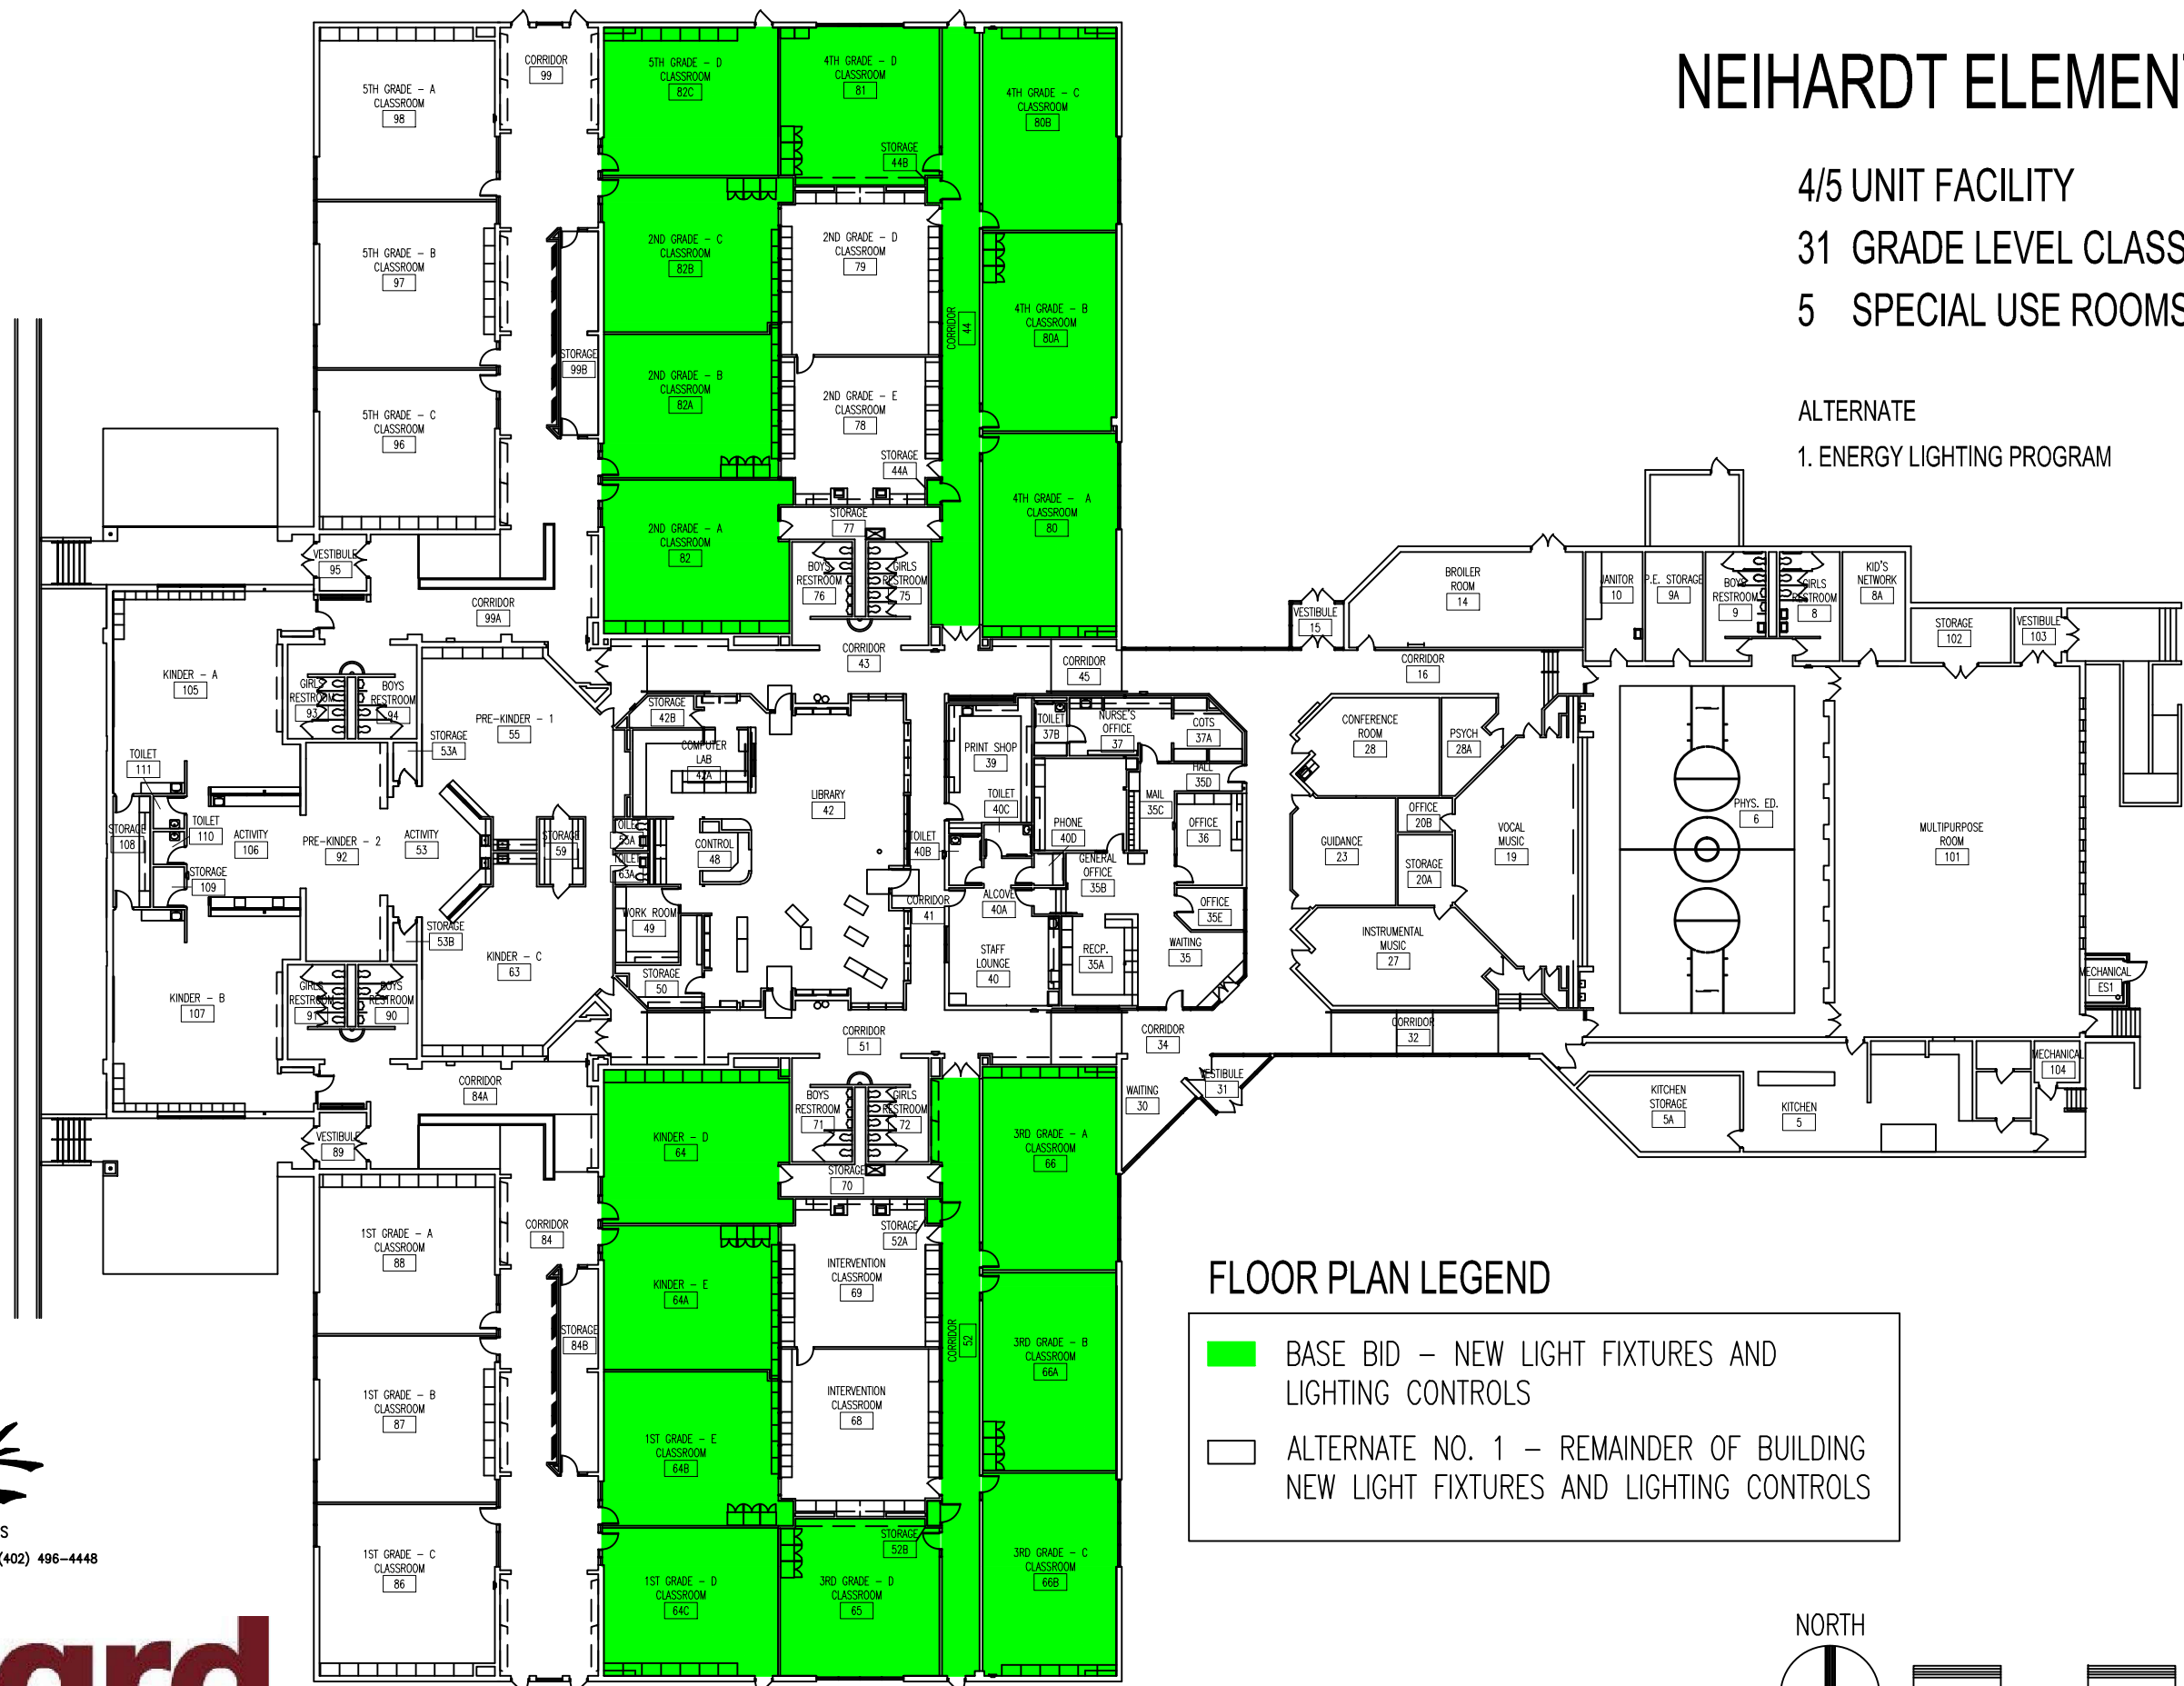 NEIHARDT ELEMENT
4/5 UNIT FACILITY
31 GRADE LEVEL CLASS
5 SPECIAL USE ROOMS
ALTERNATE
1. ENERGY LIGHTING PROGRAM
5TH GRADE - A
CLASSROOM
98
CORRIDOR
99
5TH GRADE - D
CLASSROOM
82C
4TH GRADE - D
CLASSROOM
81
4TH GRADE - C
CLASSROOM
80B
STORAGE
44B
5TH GRADE - B
CLASSROOM
97
2ND GRADE - C
CLASSROOM
82B
2ND GRADE - D
CLASSROOM
79
CORRIDOR
44
4TH GRADE - B
CLASSROOM
80A
STORAGE
99B
5TH GRADE - C
CLASSROOM
96
2ND GRADE - B
CLASSROOM
82A
2ND GRADE - E
CLASSROOM
78
STORAGE
44A
4TH GRADE - A
CLASSROOM
80
2ND GRADE - A
CLASSROOM
82
STORAGE
77
BOYS
RESTROOM
76
GIRLS
RESTROOM
75
VESTIBULE
95
CORRIDOR
99A
CORRIDOR
43
CORRIDOR
45
VESTIBULE
15
BROILER
ROOM
14
JANITOR
10
P.E. STORAGE
9A
BOYS
RESTROOM
9
GIRLS
RESTROOM
8
KID'S
NETWORK
8A
STORAGE
102
VESTIBULE
103
CORRIDOR
16
KINDER - A
105
GIRLS
RESTROOM
93
BOYS
RESTROOM
94
PRE-KINDER - 1
55
STORAGE
53A
STORAGE
42B
COMPUTER
LAB
42A
LIBRARY
42
PRINT SHOP
39
TOILET
37B
NURSE'S
OFFICE
37
COTS
37A
HALL
35D
CONFERENCE
ROOM
28
PSYCH
28A
TOILET
111
TOILET
110
STORAGE
108
STORAGE
109
ACTIVITY
106
PRE-KINDER - 2
92
ACTIVITY
53
STORAGE
59
TOILET
55A
TOILET
63A
CONTROL
48
TOILET
40B
TOILET
40C
PHONE
40D
MAIL
35C
OFFICE
36
GENERAL
OFFICE
35B
GUIDANCE
23
OFFICE
20B
STORAGE
20A
VOCAL
MUSIC
19
PHYS. ED.
6
MULTIPURPOSE
ROOM
101
KINDER - B
107
GIRLS
RESTROOM
91
BOYS
RESTROOM
90
STORAGE
53B
KINDER - C
63
WORK ROOM
49
STORAGE
50
CORRIDOR
41
ALCOVE
40A
STAFF
LOUNGE
40
RECP.
35A
OFFICE
35E
WAITING
35
INSTRUMENTAL
MUSIC
27
MECHANICAL
ES1
CORRIDOR
51
CORRIDOR
34
CORRIDOR
32
MECHANICAL
104
CORRIDOR
84A
VESTIBULE
89
KINDER - D
64
BOYS
RESTROOM
71
GIRLS
RESTROOM
72
STORAGE
70
3RD GRADE - A
CLASSROOM
66
WAITING
30
VESTIBULE
31
KITCHEN
STORAGE
5A
KITCHEN
5
1ST GRADE - A
CLASSROOM
88
CORRIDOR
84
KINDER - E
64A
STORAGE
52A
INTERVENTION
CLASSROOM
69
CORRIDOR
52
3RD GRADE - B
CLASSROOM
66A
STORAGE
84B
1ST GRADE - B
CLASSROOM
87
1ST GRADE - E
CLASSROOM
64B
INTERVENTION
CLASSROOM
68
1ST GRADE - C
CLASSROOM
86
1ST GRADE - D
CLASSROOM
64C
STORAGE
52B
3RD GRADE - D
CLASSROOM
65
3RD GRADE - C
CLASSROOM
66B
FLOOR PLAN LEGEND
BASE BID - NEW LIGHT FIXTURES AND
LIGHTING CONTROLS
ALTERNATE NO. 1 - REMAINDER OF BUILDING
NEW LIGHT FIXTURES AND LIGHTING CONTROLS
S
(402) 496-4448
ard
NORTH